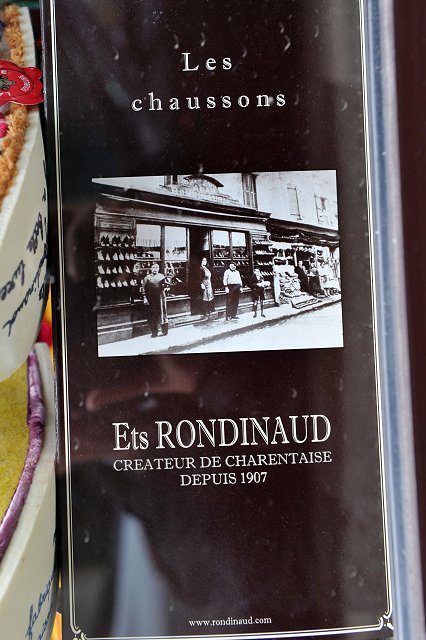 Les
chaussons
Ets RONDINAUD
CREATEUR DE CHARENTAISE
DEPUIS 1907
www.rondinaud.com